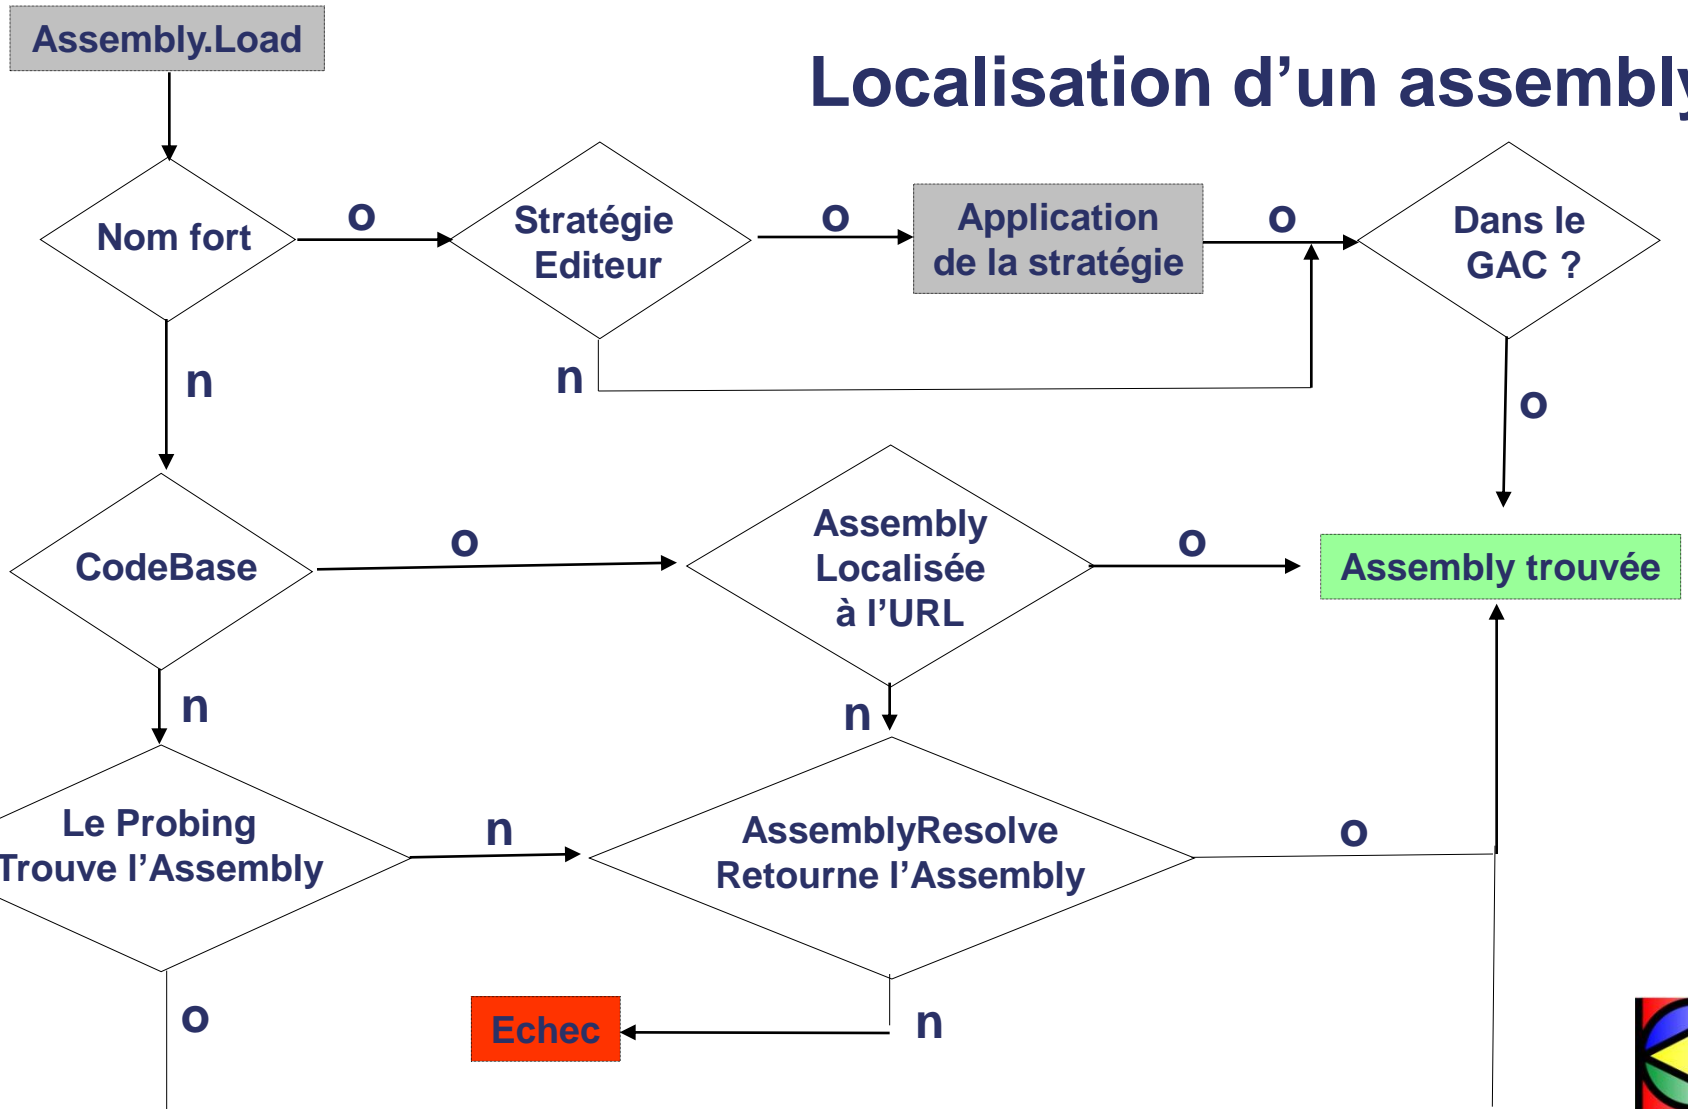 Assembly.Load
Localisation d’un assembly
Nom fort
o
Stratégie
Editeur
o
Application
de la stratégie
o
Dans le
GAC ?
n
n
o
CodeBase
o
Assembly
Localisée
à l’URL
o
Assembly trouvée
n
n
Le Probing
Trouve l’Assembly
n
AssemblyResolve
Retourne l’Assembly
o
o
Echec
n